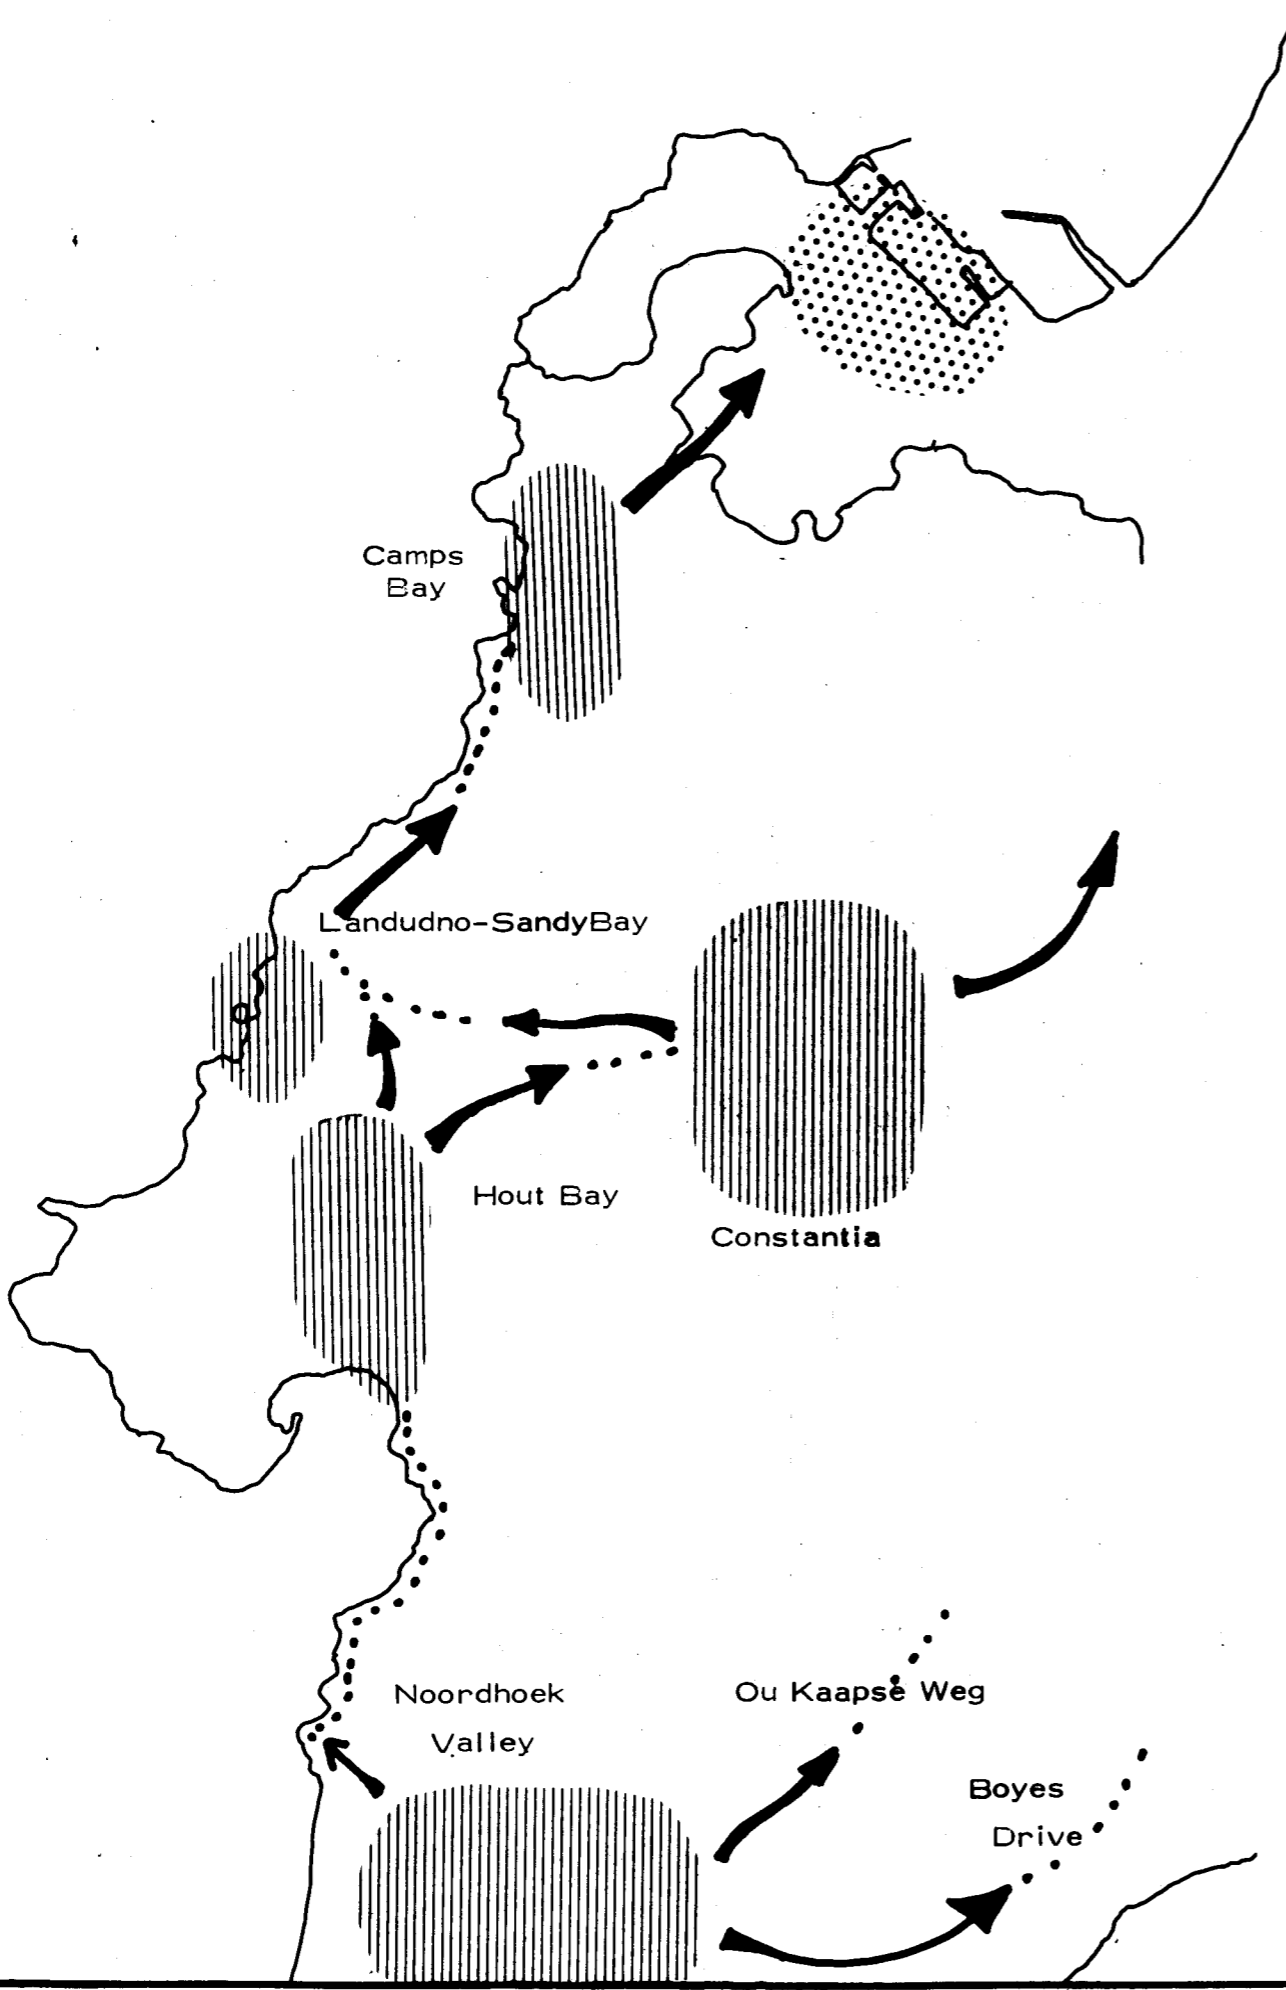 Camps
Bay
Landudno-SandyBay
Hout Bay
Constantia
Noordhoek
Valley
Ou Kaapse Weg
Boyes
Drive